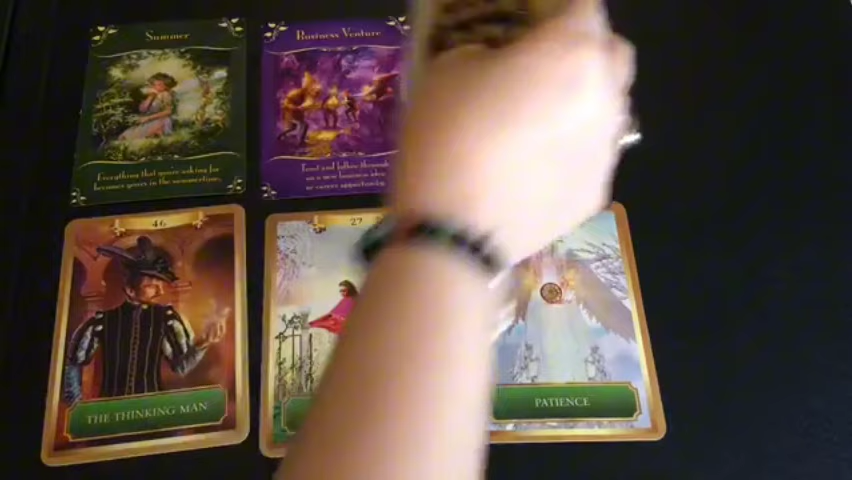 Summer
Everything that you're asking for
becomes yours in the summertime.
Business Venture
Trust and follow through
on a new business idea
or career opportunity.
46
THE THINKING MAN
27
PATIENCE